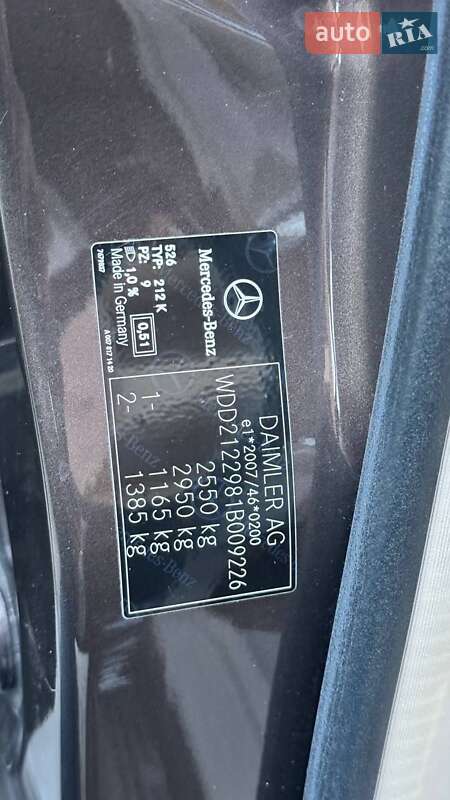 auto RIA.com
Mercedes-Benz
526
TYP: 212 K
PZ: 9
1,0 %
Made in Germany
0,51
DAIMLER AG
e1*2007/46*0200
WDD2122981B009226
2550 kg
2950 kg
1- 1165 kg
2- 1385 kg